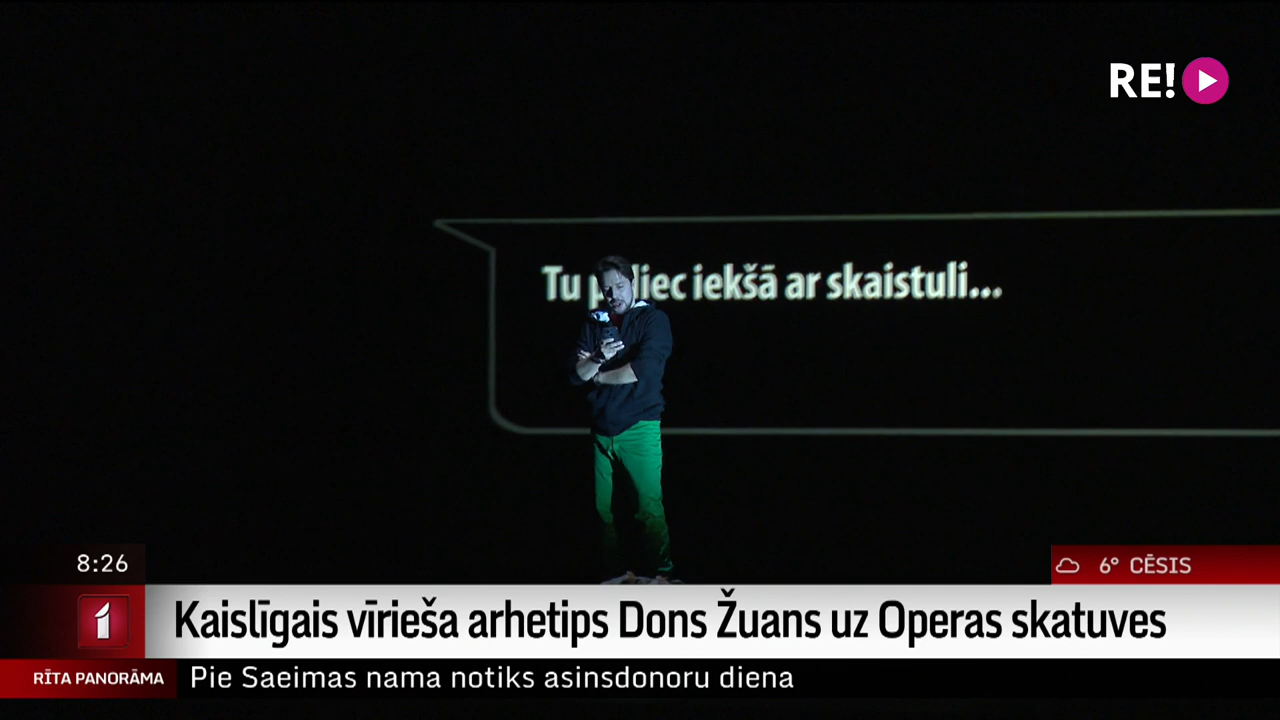 RE!
Tu iekšā ar skaistuli...
8:26
6° CĒSIS
1
Kaislīgais vīrieša arhetips Dons Žuans uz Operas skatuves
RĪTA PANORĀMA
Pie Saeimas nama notiks asinsdonoru diena